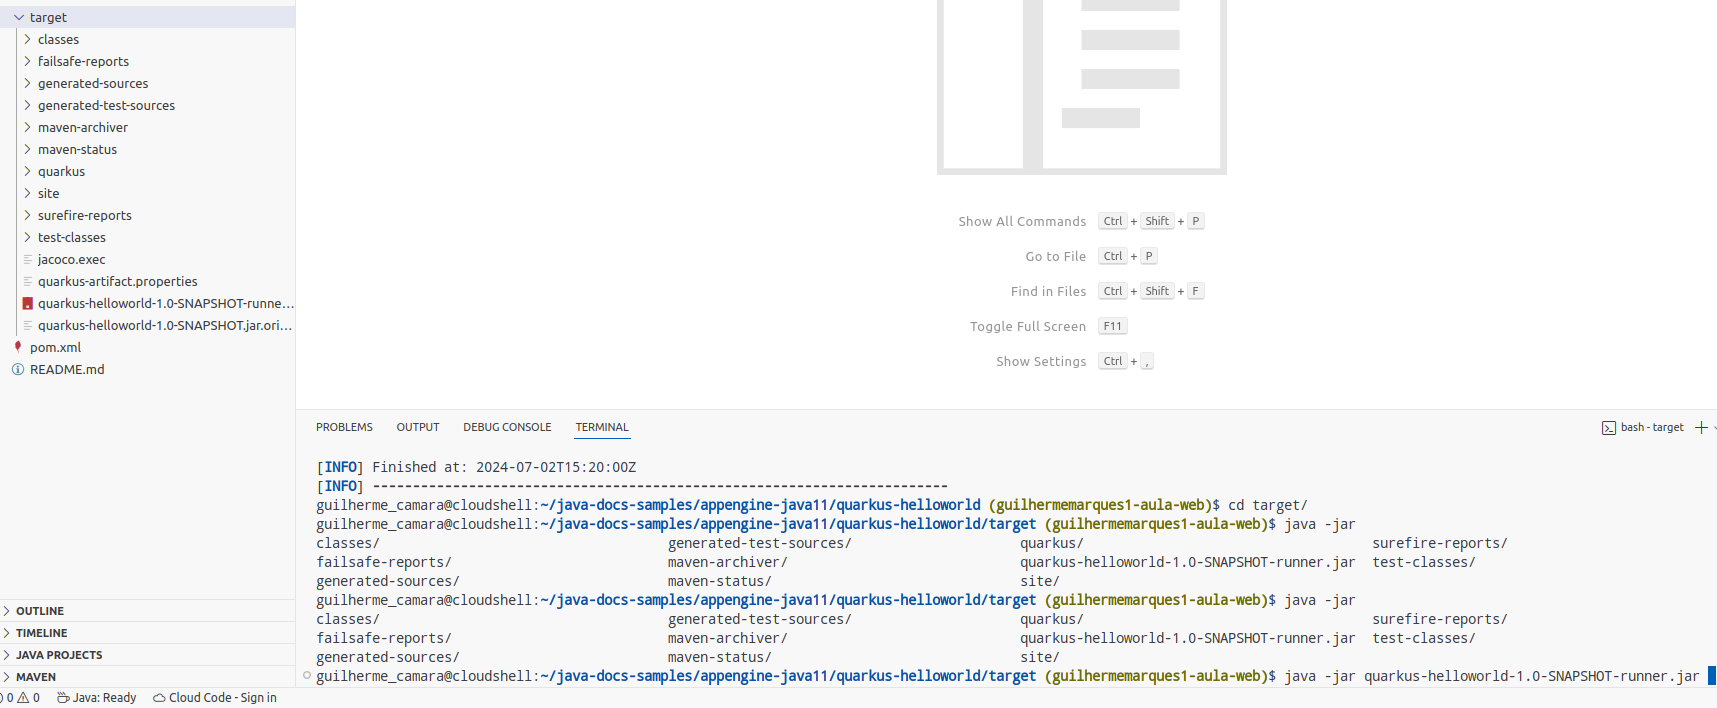 target
classes
failsafe-reports
generated-sources
generated-test-sources
maven-archiver
maven-status
quarkus
site
surefire-reports
test-classes
jacoco.exec
quarkus-artifact.properties
quarkus-helloworld-1.0-SNAPSHOT-runne...
quarkus-helloworld-1.0-SNAPSHOT.jar.ori...
pom.xml
README.md
OUTLINE
TIMELINE
JAVA PROJECTS
MAVEN
Show All Commands Ctrl + Shift + P
Go to File Ctrl + P
Find in Files Ctrl + Shift + F
Toggle Full Screen F11
Show Settings Ctrl + ,
PROBLEMS OUTPUT DEBUG CONSOLE TERMINAL bash - target
[INFO] Finished at: 2024-07-02T15:20:00Z
[INFO] ------------------------------------------------------------------------
guilherme_camara@cloudshell:~/java-docs-samples/appengine-java11/quarkus-helloworld (guilhermemarques1-aula-web)$ cd target/
guilherme_camara@cloudshell:~/java-docs-samples/appengine-java11/quarkus-helloworld/target (guilhermemarques1-aula-web)$ java -jar
classes/ generated-test-sources/ quarkus/ surefire-reports/
failsafe-reports/ maven-archiver/ quarkus-helloworld-1.0-SNAPSHOT-runner.jar test-classes/
generated-sources/ maven-status/ site/
guilherme_camara@cloudshell:~/java-docs-samples/appengine-java11/quarkus-helloworld/target (guilhermemarques1-aula-web)$ java -jar
classes/ generated-test-sources/ quarkus/ surefire-reports/
failsafe-reports/ maven-archiver/ quarkus-helloworld-1.0-SNAPSHOT-runner.jar test-classes/
generated-sources/ maven-status/ site/
guilherme_camara@cloudshell:~/java-docs-samples/appengine-java11/quarkus-helloworld/target (guilhermemarques1-aula-web)$ java -jar quarkus-helloworld-1.0-SNAPSHOT-runner.jar
0 0 Java: Ready Cloud Code - Sign in